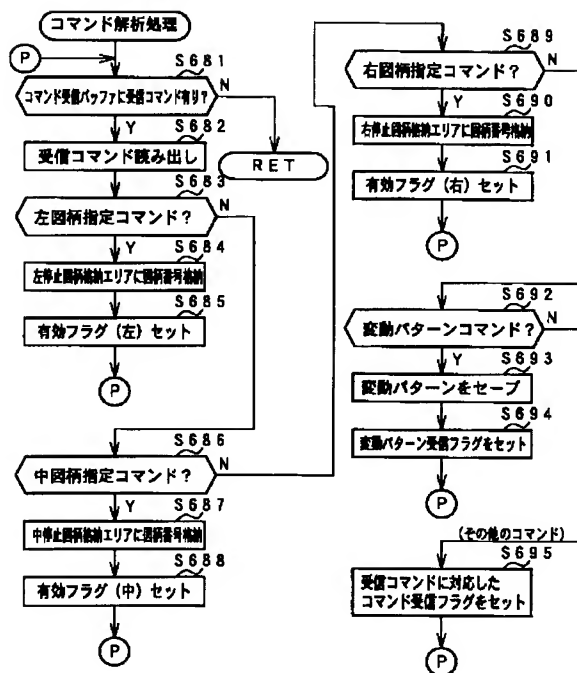 コマンド解析処理
P
S681
コマンド受信バッファに受信コマンド有り?
N
Y
S682
受信コマンド読み出し
RET
S683
左図柄指定コマンド?
N
Y
S684
左停止図柄格納エリアに図柄番号格納
S685
有効フラグ(左)セット
P
S686
中図柄指定コマンド?
N
Y
S687
中停止図柄格納エリアに図柄番号格納
S688
有効フラグ(中)セット
P
S689
右図柄指定コマンド?
N
Y
S690
右停止図柄格納エリアに図柄番号格納
S691
有効フラグ(右)セット
P
S692
変動パターンコマンド?
N
Y
S693
変動パターンをセーブ
S694
変動パターン受信フラグをセット
P
(その他のコマンド)
S695
受信コマンドに対応した
コマンド受信フラグをセット
P